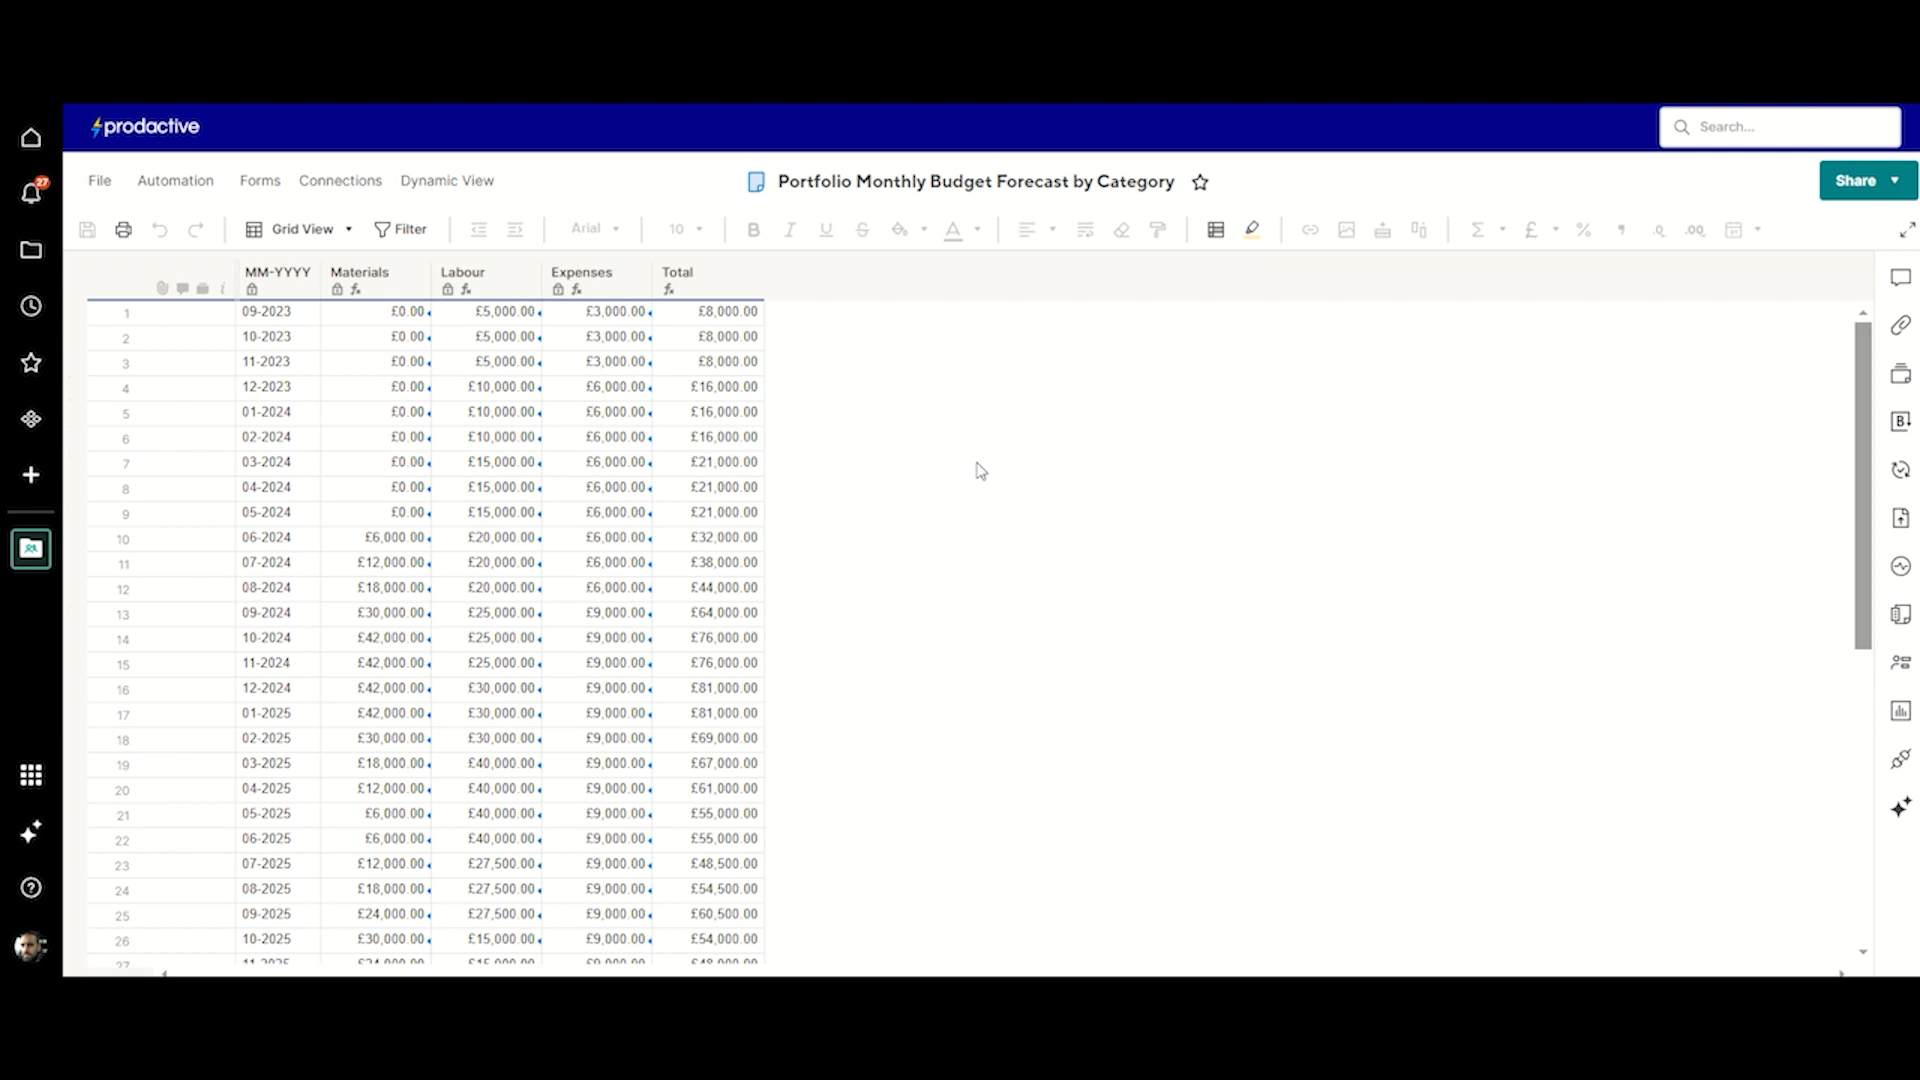 prodactive
Search...
File Automation Forms Connections Dynamic View
Portfolio Monthly Budget Forecast by Category
Share
27
Grid View Filter Arial 10
MM-YYYY Materials Labour Expenses Total
1 09-2023 £0.00 £5,000.00 £3,000.00 £8,000.00
2 10-2023 £0.00 £5,000.00 £3,000.00 £8,000.00
3 11-2023 £0.00 £5,000.00 £3,000.00 £8,000.00
4 12-2023 £0.00 £10,000.00 £6,000.00 £16,000.00
5 01-2024 £0.00 £10,000.00 £6,000.00 £16,000.00
6 02-2024 £0.00 £10,000.00 £6,000.00 £16,000.00
7 03-2024 £0.00 £15,000.00 £6,000.00 £21,000.00
8 04-2024 £0.00 £15,000.00 £6,000.00 £21,000.00
9 05-2024 £0.00 £15,000.00 £6,000.00 £21,000.00
10 06-2024 £6,000.00 £20,000.00 £6,000.00 £32,000.00
11 07-2024 £12,000.00 £20,000.00 £6,000.00 £38,000.00
12 08-2024 £18,000.00 £20,000.00 £6,000.00 £44,000.00
13 09-2024 £30,000.00 £25,000.00 £9,000.00 £64,000.00
14 10-2024 £42,000.00 £25,000.00 £9,000.00 £76,000.00
15 11-2024 £42,000.00 £25,000.00 £9,000.00 £76,000.00
16 12-2024 £42,000.00 £30,000.00 £9,000.00 £81,000.00
17 01-2025 £42,000.00 £30,000.00 £9,000.00 £81,000.00
18 02-2025 £30,000.00 £30,000.00 £9,000.00 £69,000.00
19 03-2025 £18,000.00 £40,000.00 £9,000.00 £67,000.00
20 04-2025 £12,000.00 £40,000.00 £9,000.00 £61,000.00
21 05-2025 £6,000.00 £40,000.00 £9,000.00 £55,000.00
22 06-2025 £6,000.00 £40,000.00 £9,000.00 £55,000.00
23 07-2025 £12,000.00 £27,500.00 £9,000.00 £48,500.00
24 08-2025 £18,000.00 £27,500.00 £9,000.00 £54,500.00
25 09-2025 £24,000.00 £27,500.00 £9,000.00 £60,500.00
26 10-2025 £30,000.00 £15,000.00 £9,000.00 £54,000.00